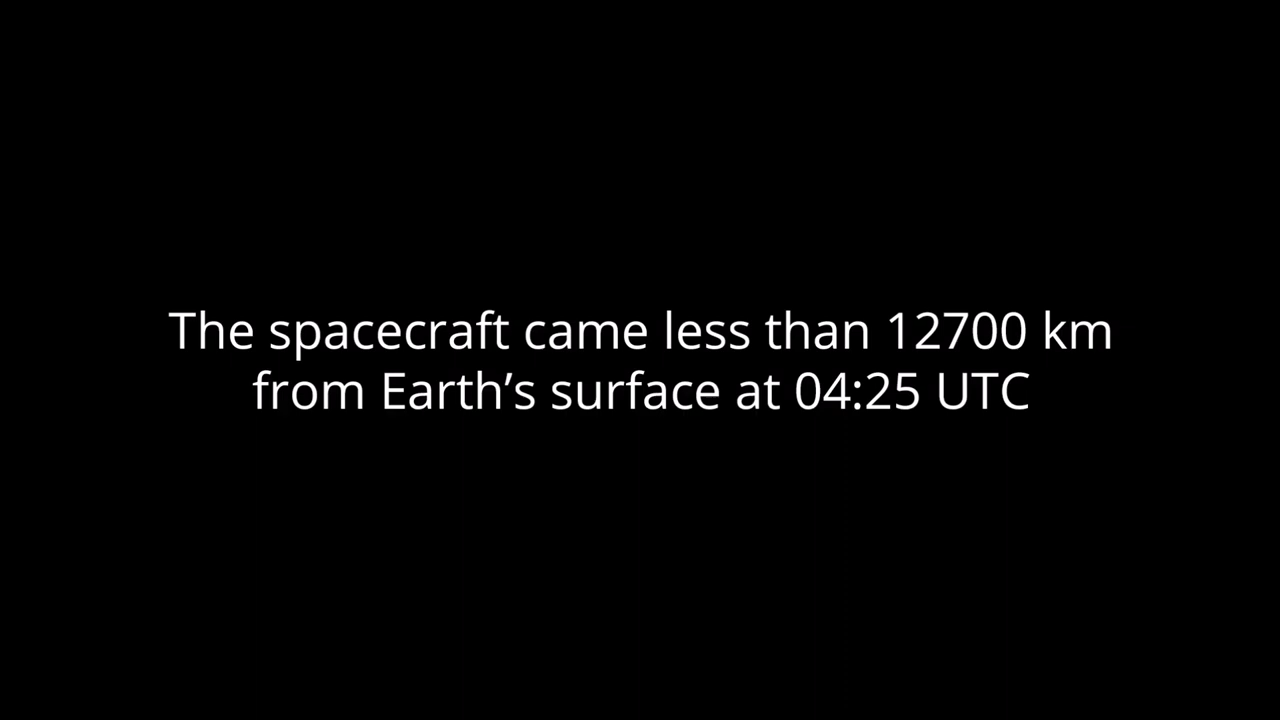 The spacecraft came less than 12700 km
from Earth’s surface at 04:25 UTC